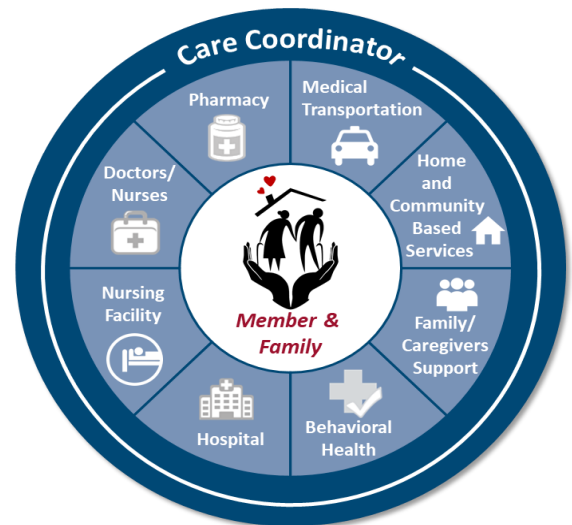 Care Coordinator
Pharmacy
Medical
Transportation
Home
and
Community
Based
Services
Family/
Caregivers
Support
Behavioral
Health
Hospital
Nursing
Facility
Doctors/
Nurses
Member &
Family